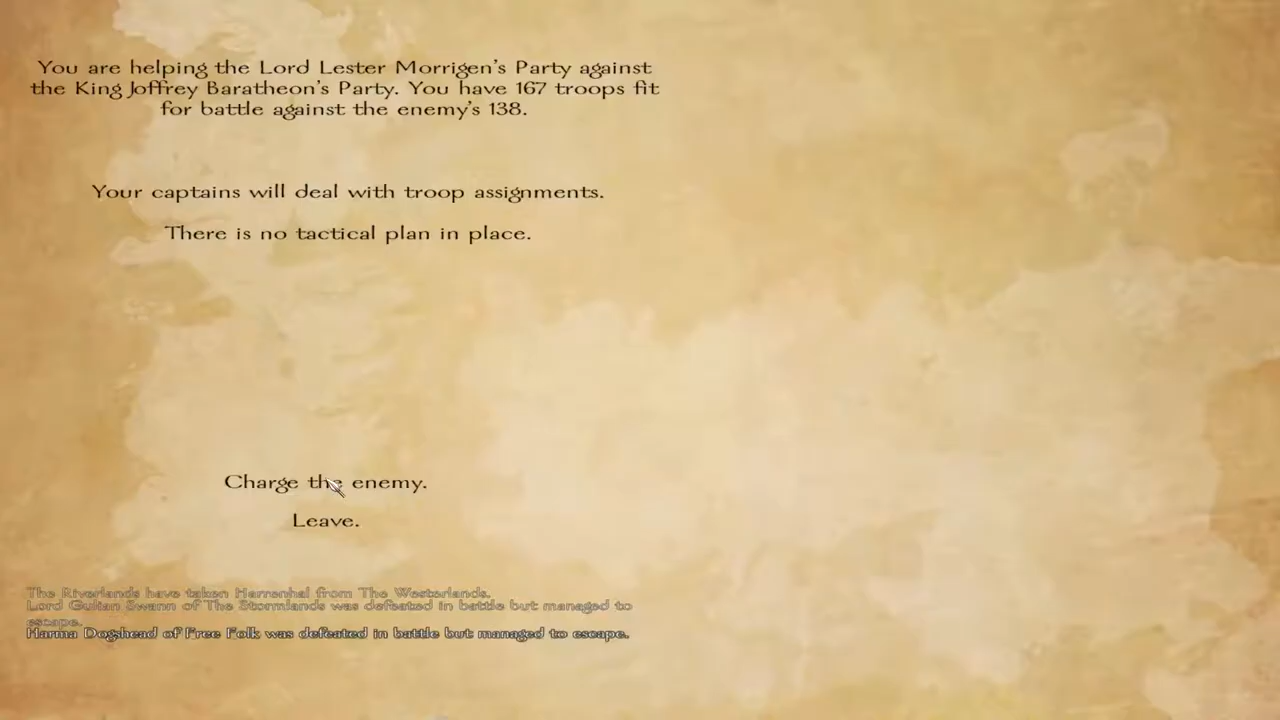 You are helping the Lord Lester Morrigen's Party against
the King Joffrey Baratheon's Party. You have 167 troops fit
for battle against the enemy's 138.
Your captains will deal with troop assignments.
There is no tactical plan in place.
Charge the enemy.
Leave.
The Riverlands have taken Harrenhal from The Westerlands.
Lord Gulian Swann of The Stormlands was defeated in battle but managed to
escape.
Harma Dogshead of Free Folk was defeated in battle but managed to escape.